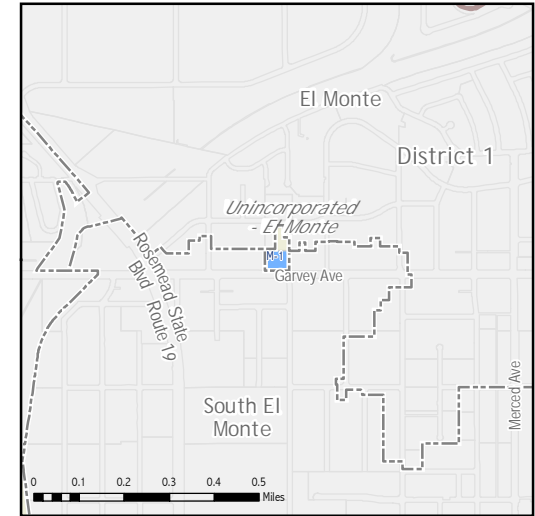 El Monte
District 1
Unincorporated
- El Monte
M-1
Garvey Ave
Rosemead State
Blvd Route 19
South El
Monte
Merced Ave
0 0.1 0.2 0.3 0.4 0.5
Miles